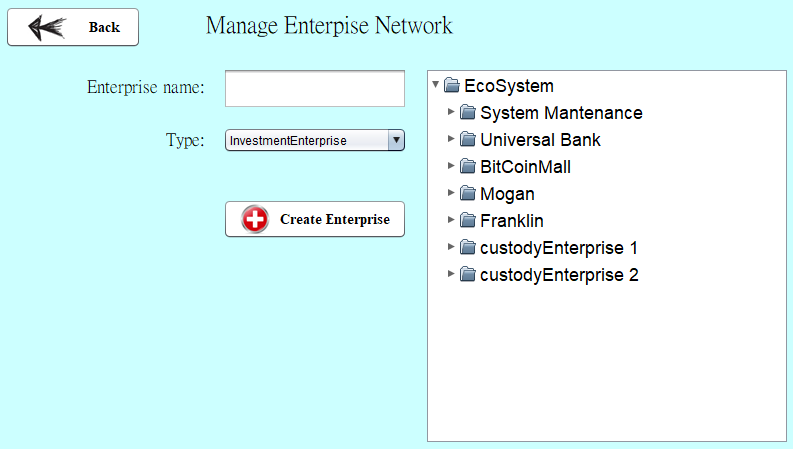 Back
Manage Enterpise Network
Enterprise name:
Type:
InvestmentEnterprise
Create Enterprise
EcoSystem
System Mantenance
Universal Bank
BitCoinMall
Mogan
Franklin
custodyEnterprise 1
custodyEnterprise 2